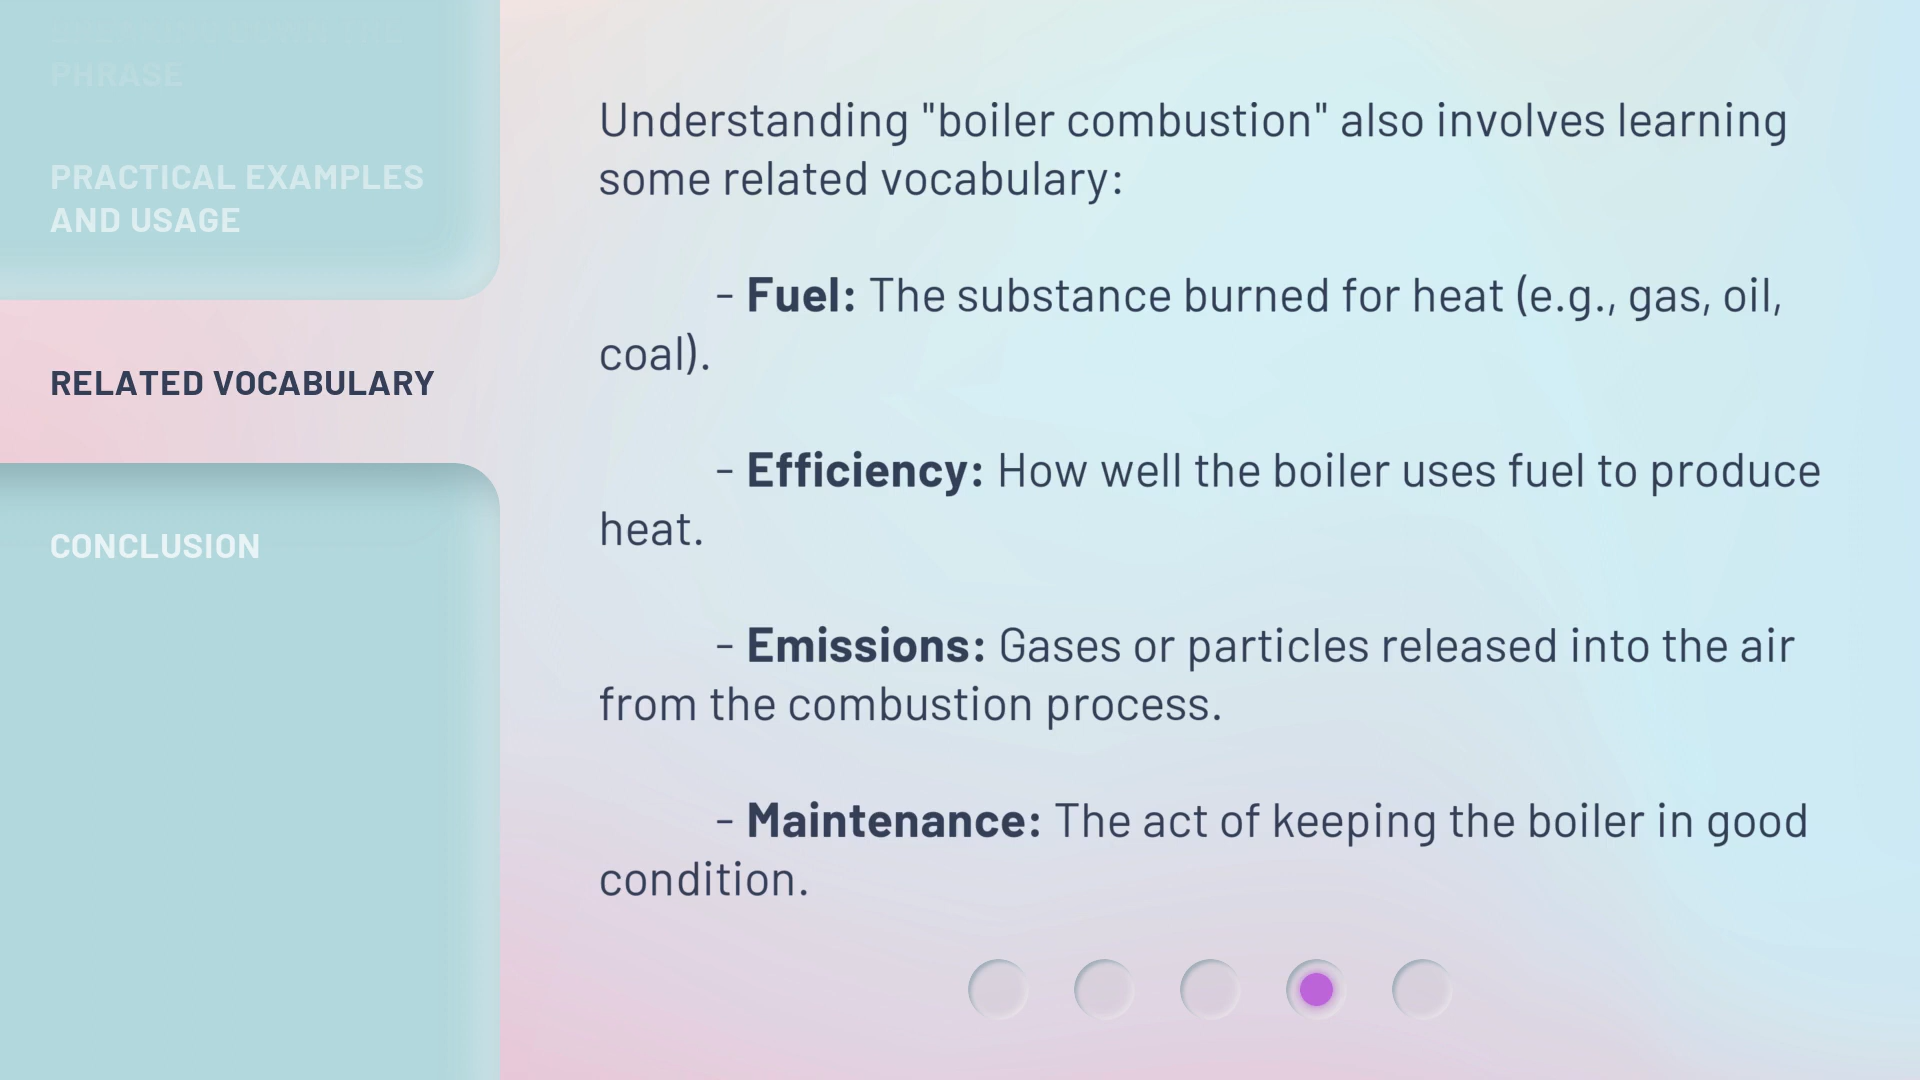 PHRASE
PRACTICAL EXAMPLES
AND USAGE
RELATED VOCABULARY
CONCLUSION
Understanding "boiler combustion" also involves learning
some related vocabulary:
- Fuel: The substance burned for heat (e.g., gas, oil,
coal).
- Efficiency: How well the boiler uses fuel to produce
heat.
- Emissions: Gases or particles released into the air
from the combustion process.
- Maintenance: The act of keeping the boiler in good
condition.